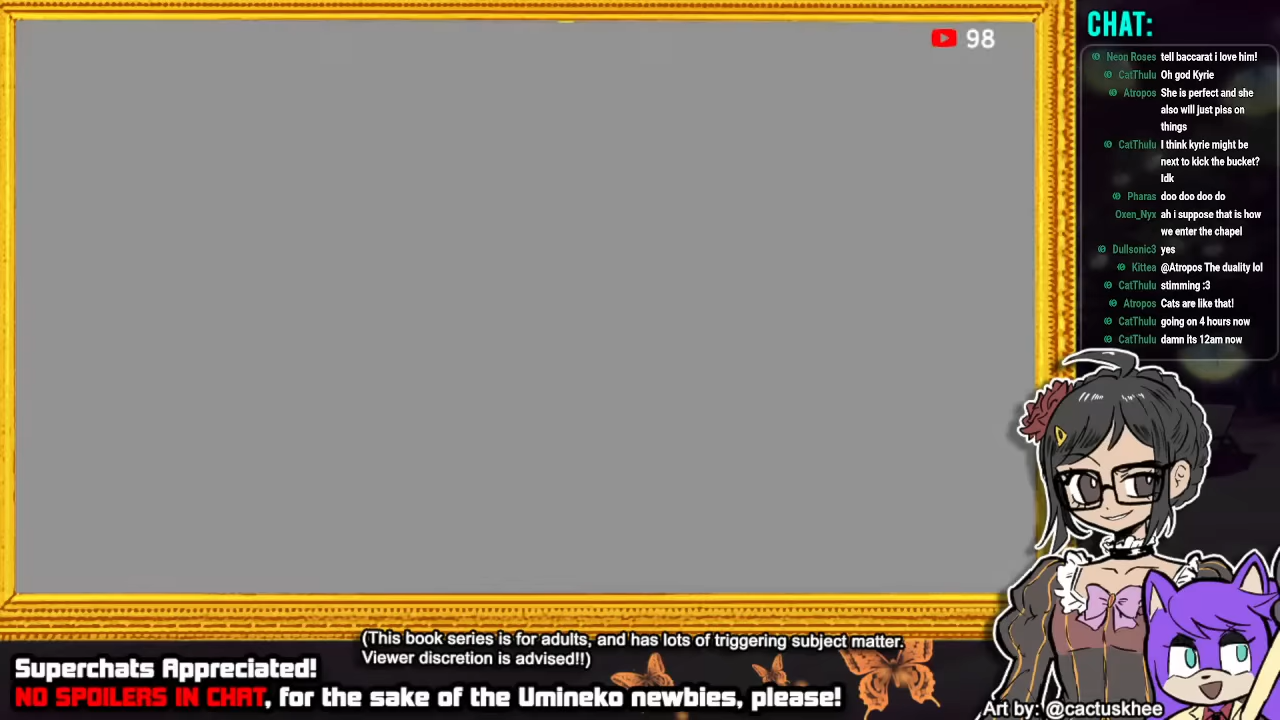 98
CHAT:
Neon Roses tell baccarat i love him!
CatThulu Oh god Kyrie
Atropos She is perfect and she
also will just piss on
things
CatThulu I think kyrie might be
next to kick the bucket?
Idk
Pharas doo doo doo do
Oxen_Nyx ah i suppose that is how
we enter the chapel
Dullsonic3 yes
Kittea @Atropos The duality lol
CatThulu stimming :3
Atropos Cats are like that!
CatThulu going on 4 hours now
CatThulu damn its 12am now
(This book series is for adults, and has lots of triggering subject matter.
Viewer discretion is advised!!)
Superchats Appreciated!
NO SPOILERS IN CHAT, for the sake of the Umineko newbies, please!
Art by: @cactuskhee